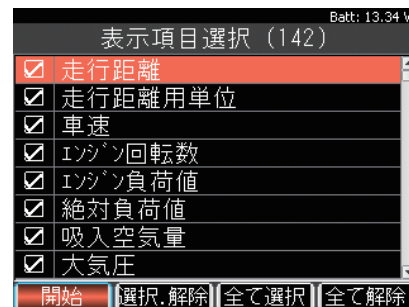 Batt: 13.34 V
表示項目選択 (142)
走行距離
走行距離用単位
車速
ｴﾝｼﾞﾝ回転数
ｴﾝｼﾞﾝ負荷値
絶対負荷値
吸入空気量
大気圧
開始 選択.解除 全て選択 全て解除